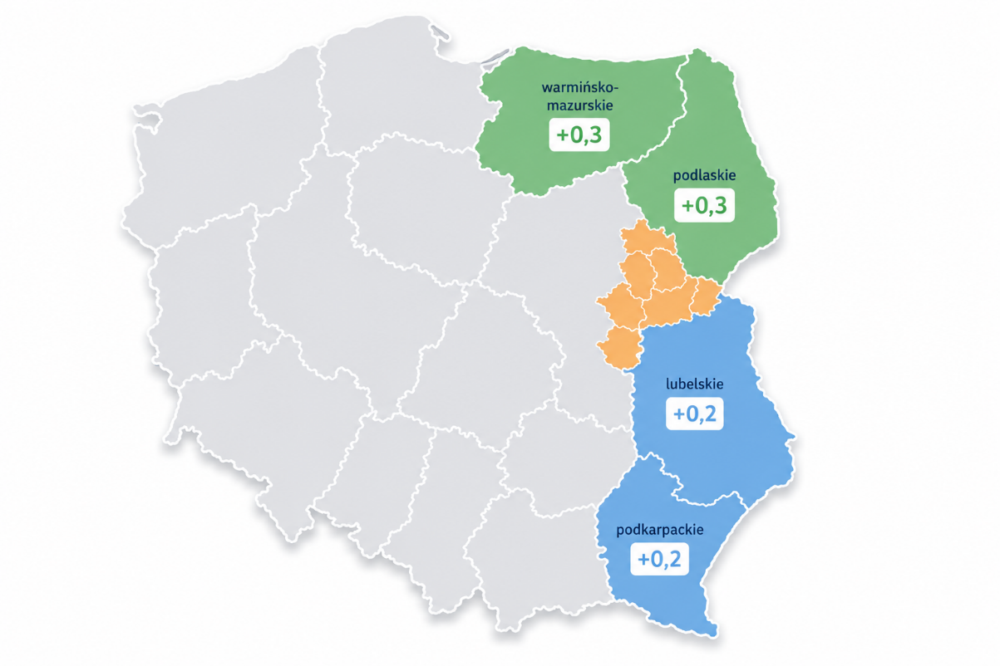 warmińsko-
mazurskie
+0,3
podlaskie
+0,3
lubelskie
+0,2
podkarpackie
+0,2